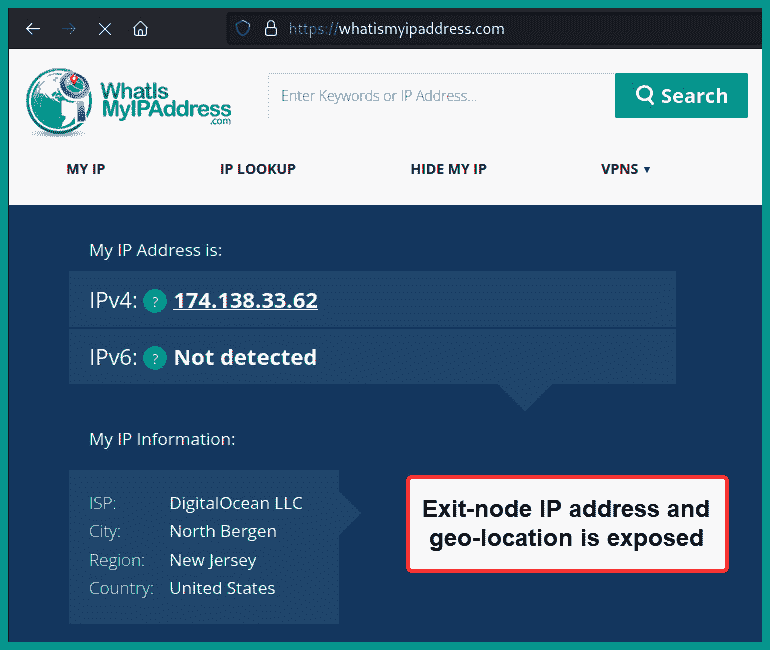 https://whatismyipaddress.com
WhatIs
MyIPAddress
.com
Enter Keywords or IP Address...
Search
MY IP
IP LOOKUP
HIDE MY IP
VPNS ▾
My IP Address is:
IPv4: ? 174.138.33.62
IPv6: ? Not detected
My IP Information:
ISP: DigitalOcean LLC
City: North Bergen
Region: New Jersey
Country: United States
Exit-node IP address and
geo-location is exposed